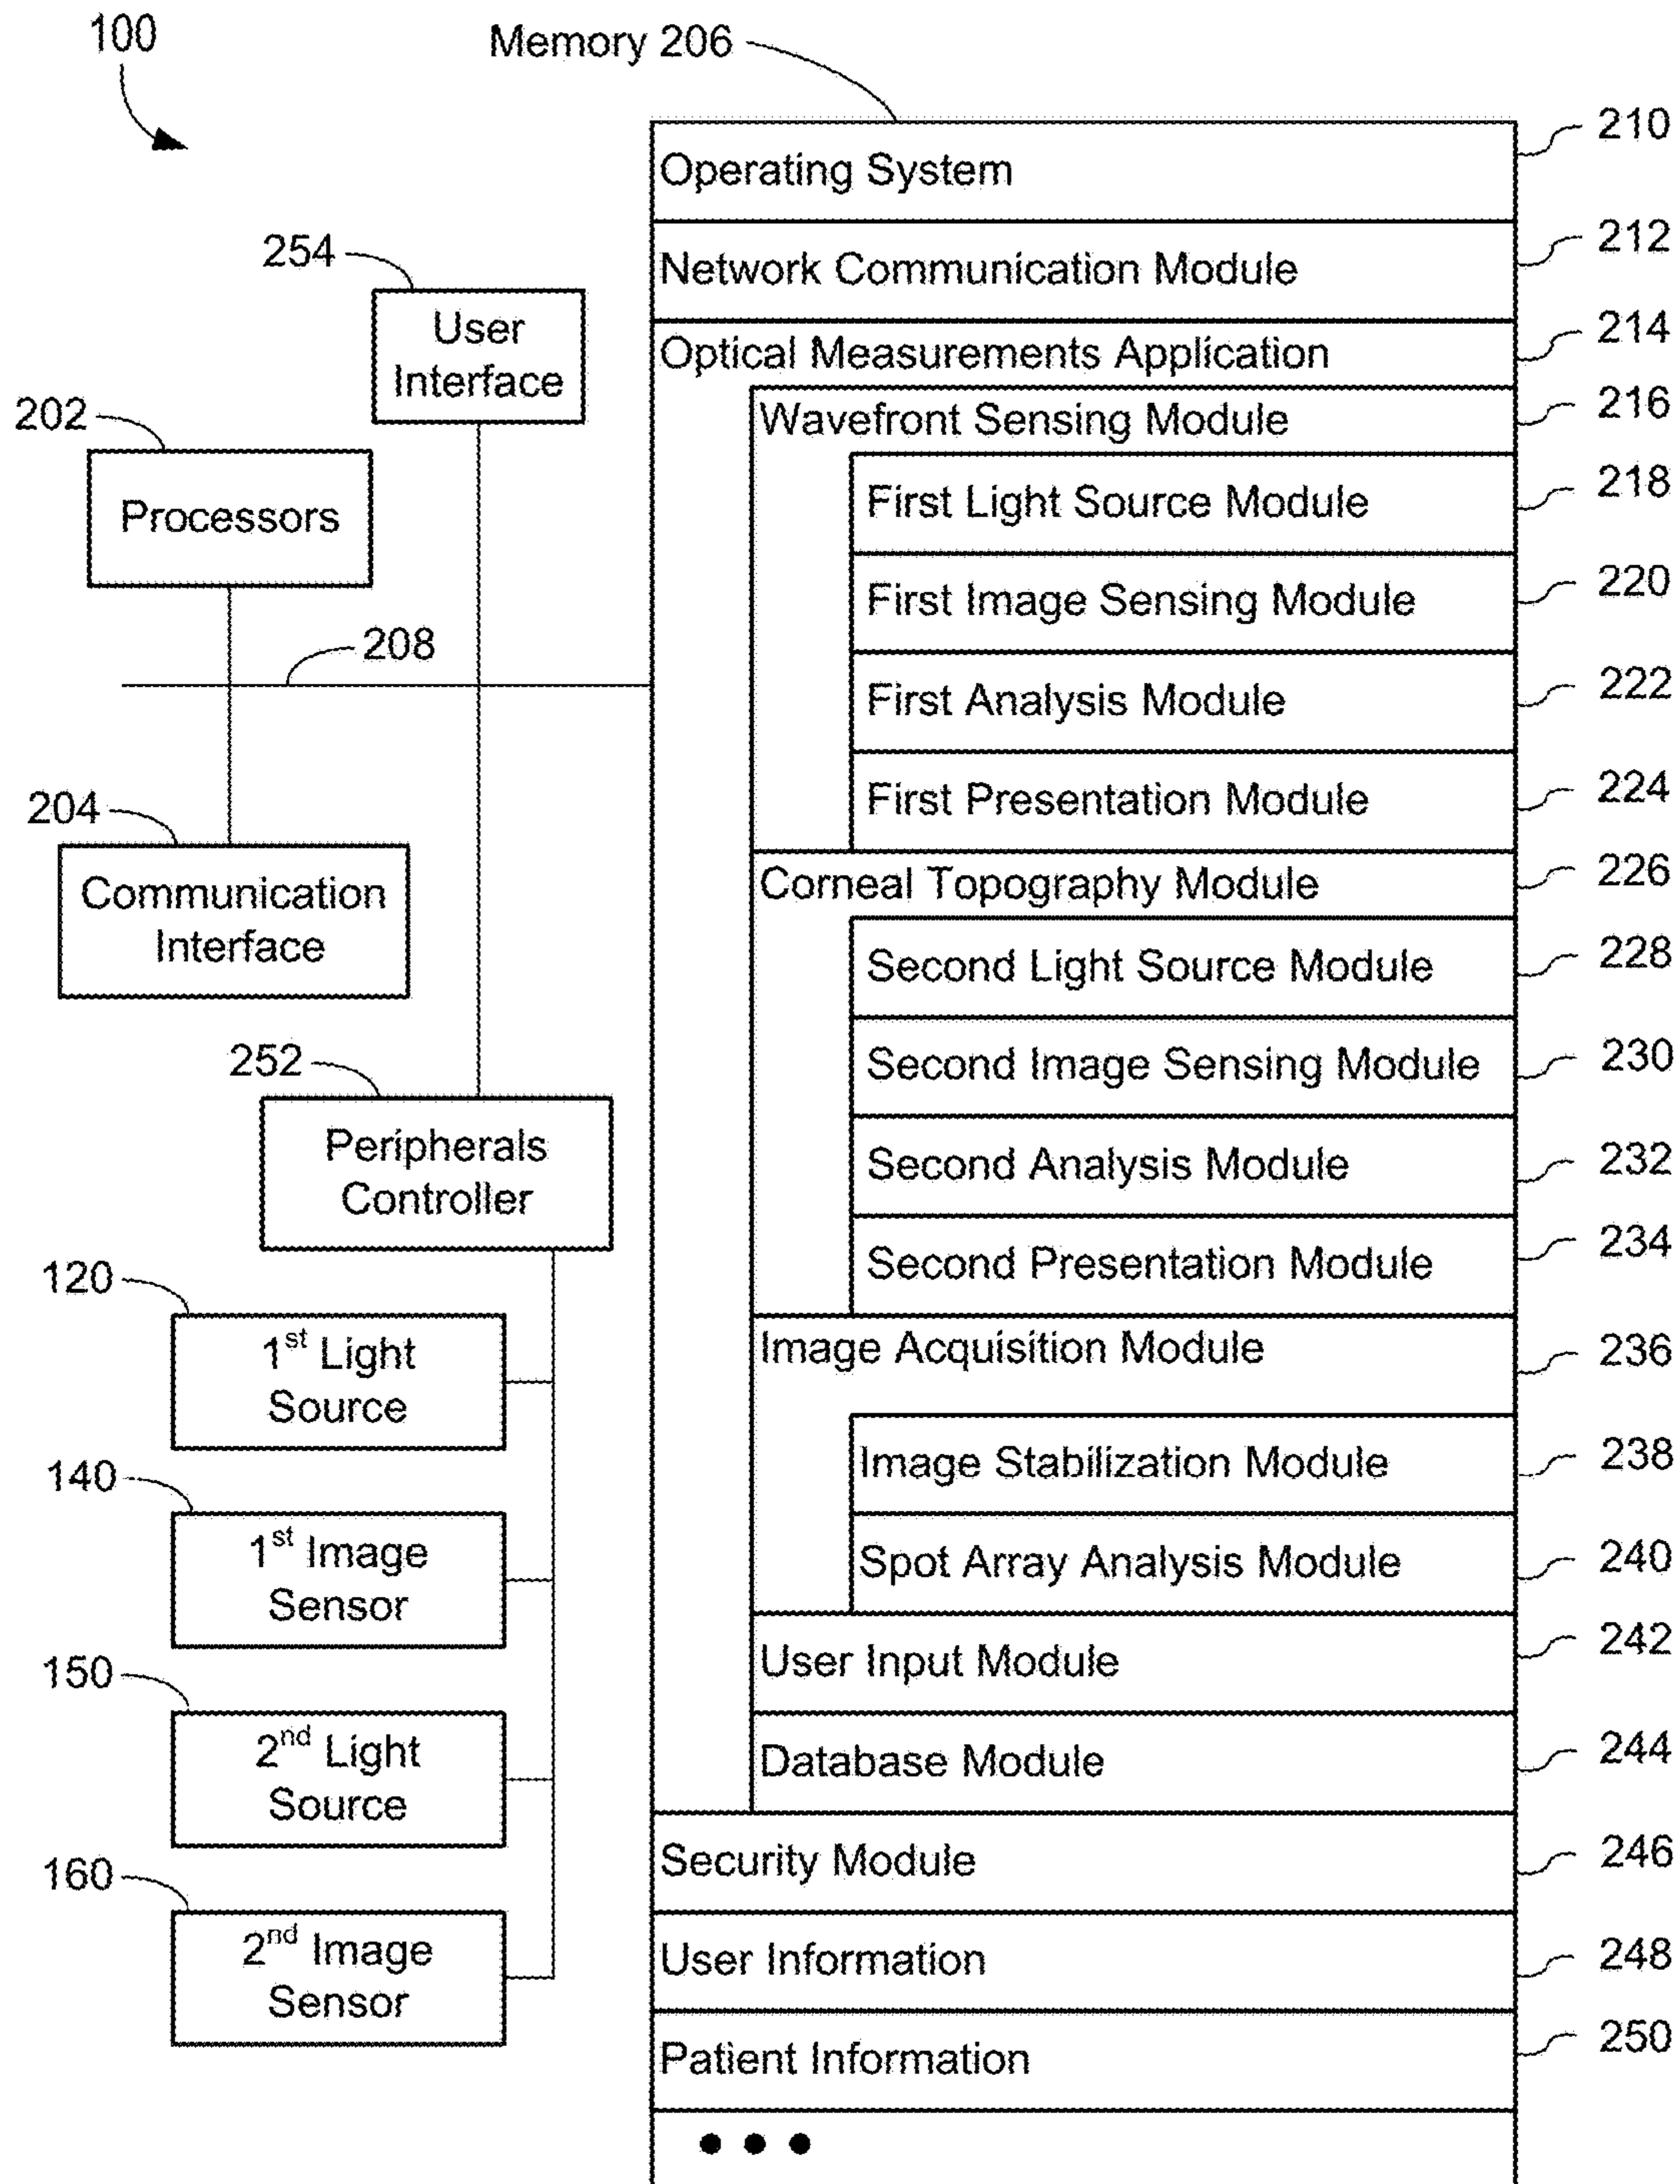 100
Memory 206
210
Operating System
212
Network Communication Module
254
User
Interface
214
Optical Measurements Application
216
Wavefront Sensing Module
202
Processors
218
First Light Source Module
220
First Image Sensing Module
208
222
First Analysis Module
224
First Presentation Module
204
Communication
Interface
226
Corneal Topography Module
228
Second Light Source Module
230
Second Image Sensing Module
252
Peripherals
Controller
232
Second Analysis Module
234
Second Presentation Module
120
1st Light
Source
236
Image Acquisition Module
238
Image Stabilization Module
140
1st Image
Sensor
240
Spot Array Analysis Module
242
User Input Module
150
2nd Light
Source
244
Database Module
246
Security Module
160
2nd Image
Sensor
248
User Information
250
Patient Information
• • •